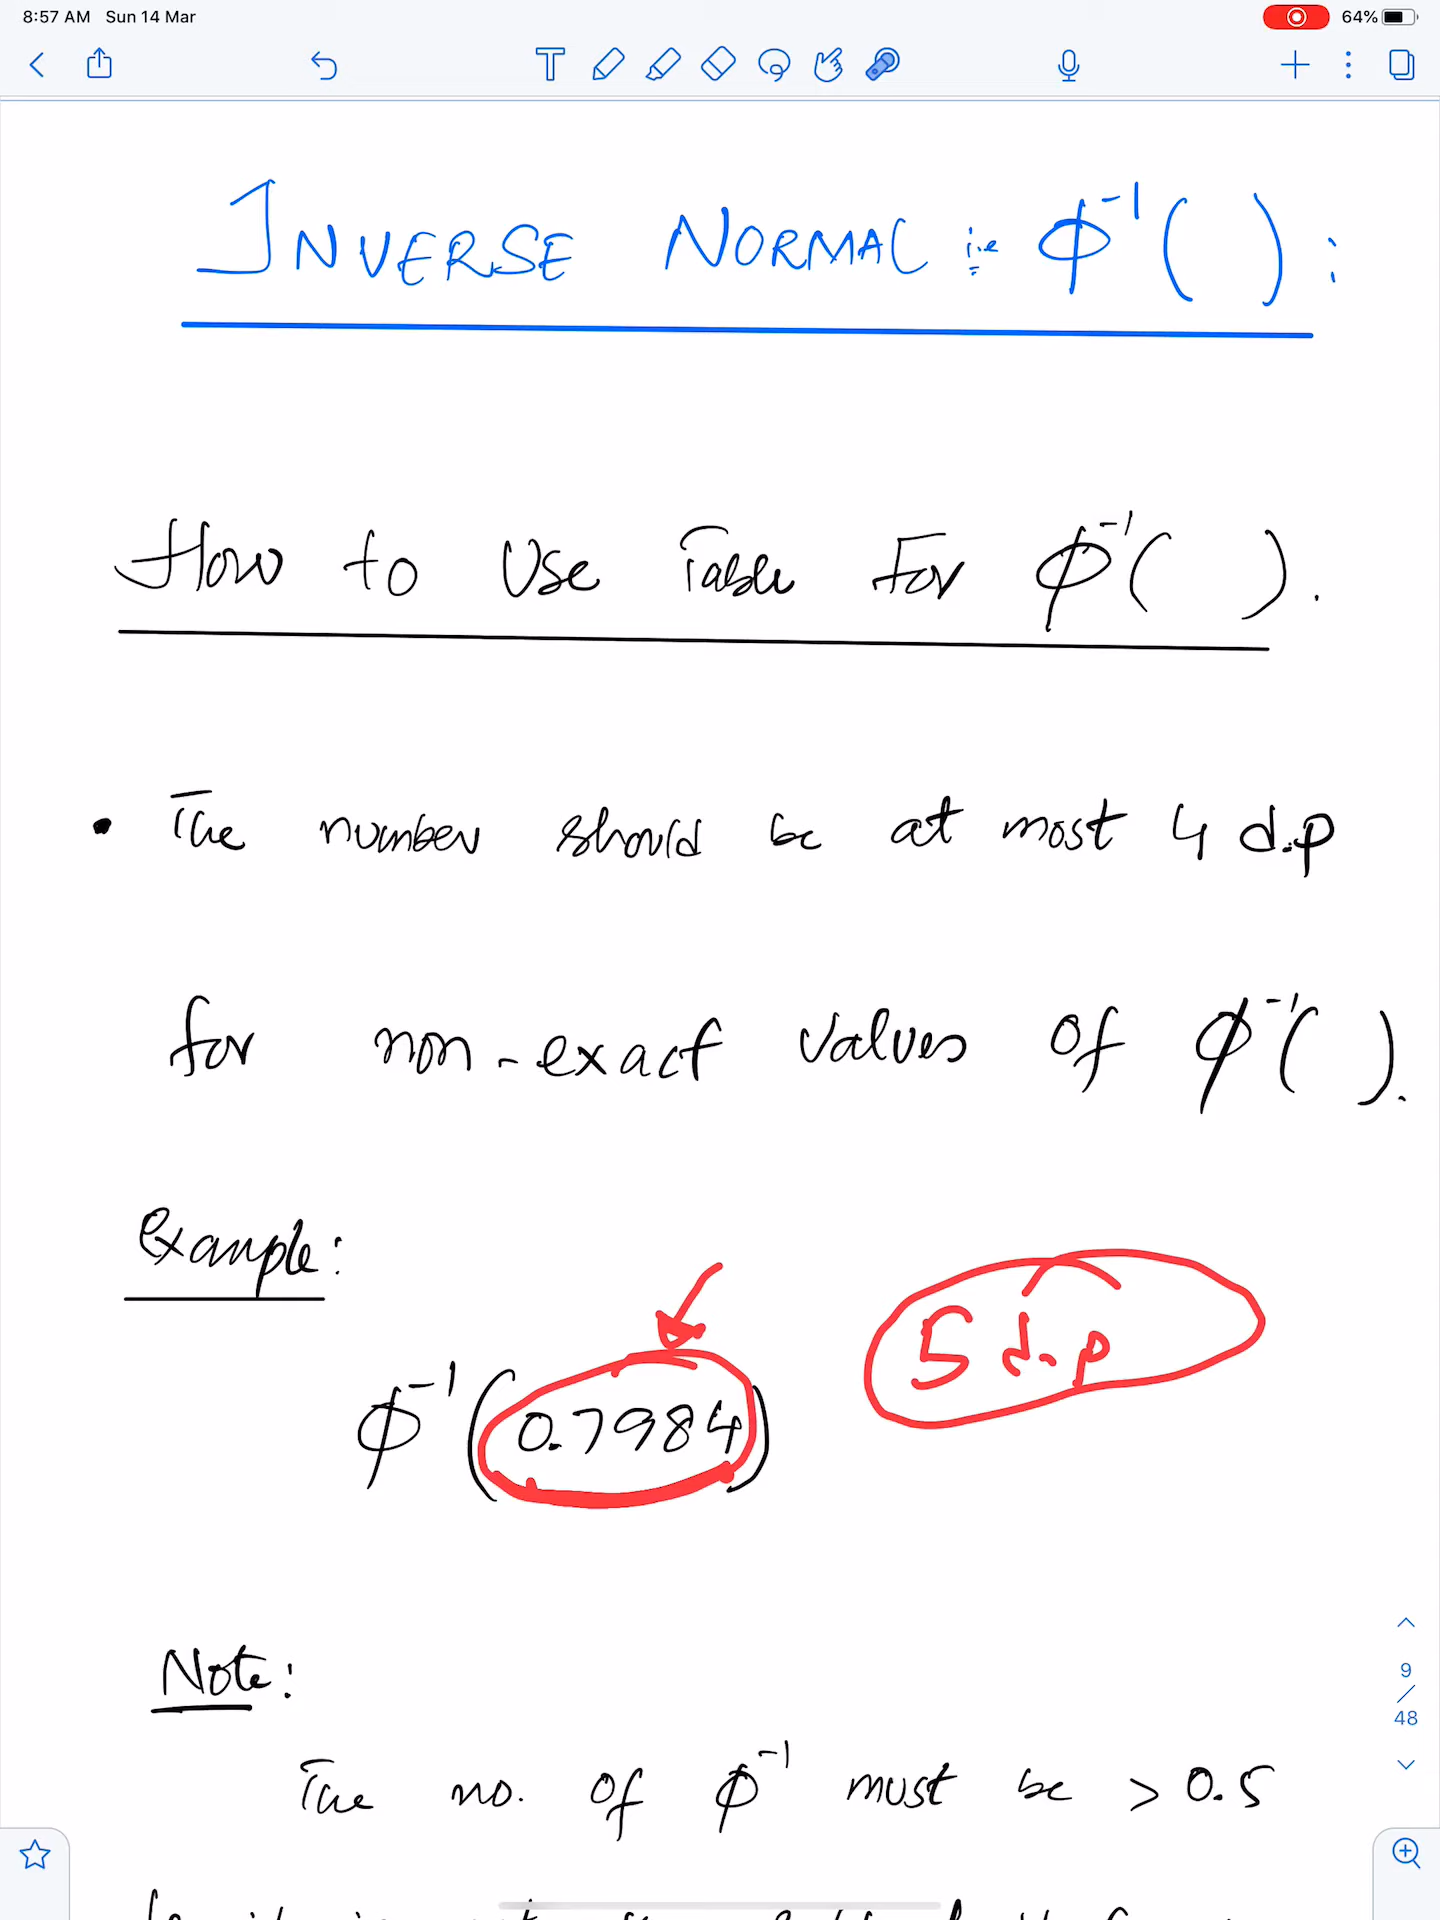 8:57 AM Sun 14 Mar
64%
T
INVERSE NORMAL i.e ϕ⁻¹( ) :
How to Use Table For ϕ⁻¹( ).
• The number should be at most 4 d.p
for non-exact values of ϕ⁻¹( ).
Example:
5 d.p
ϕ⁻¹(0.7984)
Note:
The no. of ϕ⁻¹ must be > 0.5
9
/
48